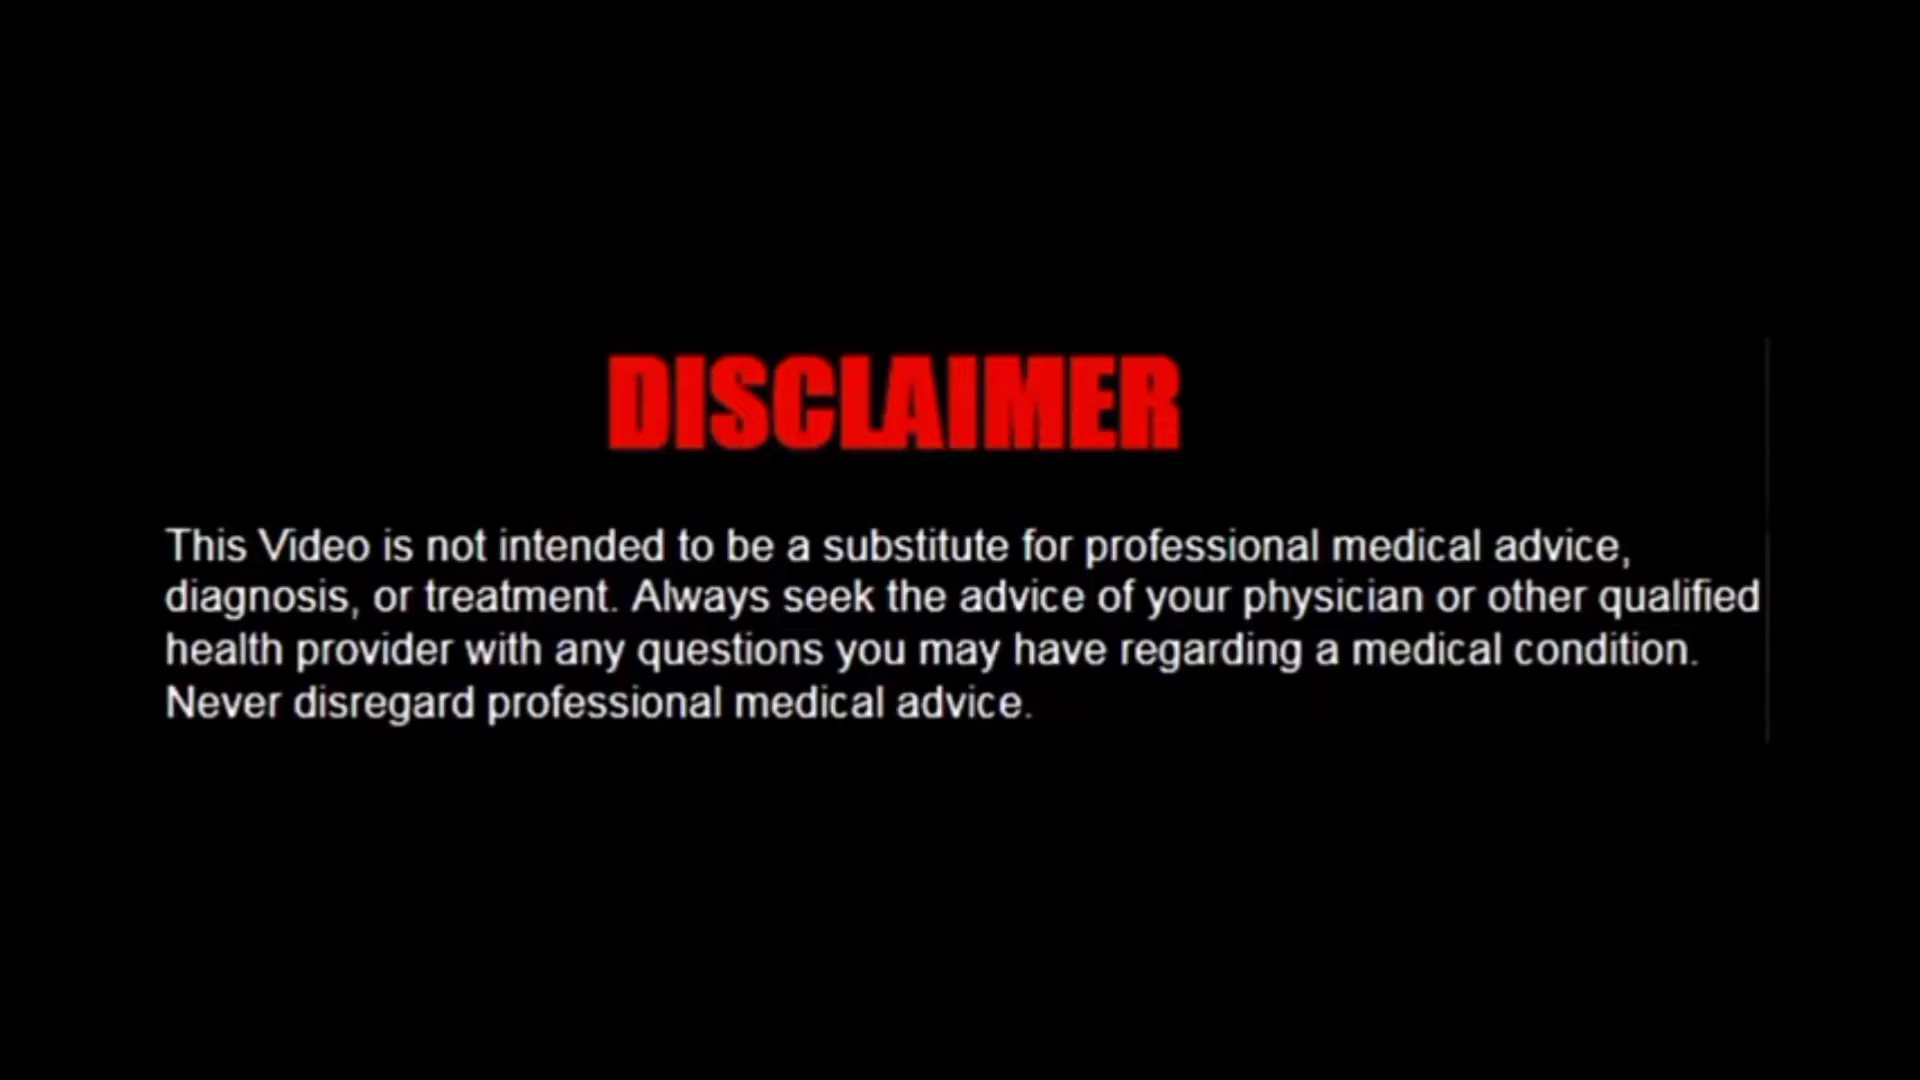 DISCLAIMER
This Video is not intended to be a substitute for professional medical advice,
diagnosis, or treatment. Always seek the advice of your physician or other qualified
health provider with any questions you may have regarding a medical condition.
Never disregard professional medical advice.